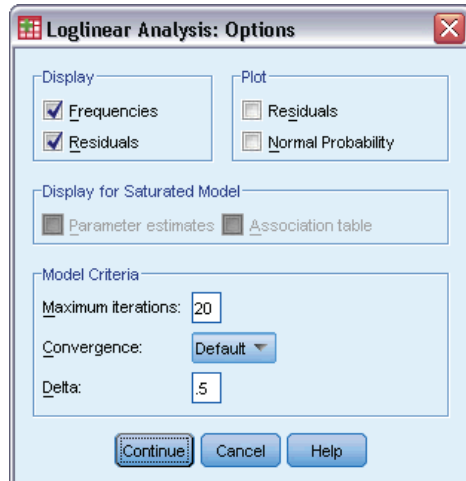 Loglinear Analysis: Options
Display
Frequencies
Residuals
Plot
Residuals
Normal Probability
Display for Saturated Model
Parameter estimates Association table
Model Criteria
Maximum iterations: 20
Convergence: Default
Delta: .5
Continue Cancel Help